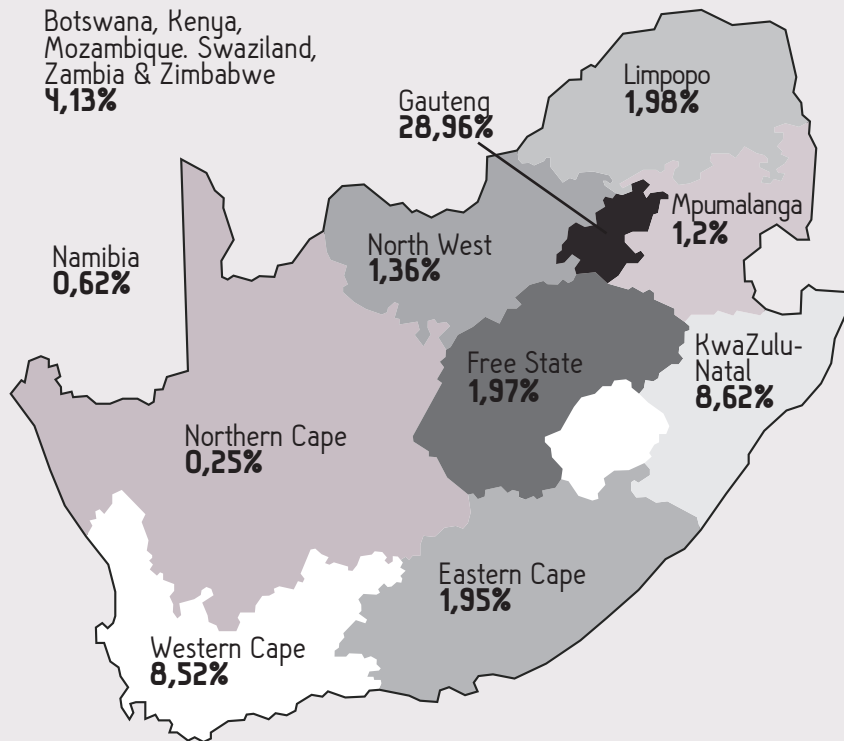 Botswana, Kenya,
Mozambique. Swaziland,
Zambia & Zimbabwe
4,13%
Limpopo
1,98%
Gauteng
28,96%
Mpumalanga
1,2%
North West
1,36%
Namibia
0,62%
KwaZulu-
Natal
8,62%
Free State
1,97%
Northern Cape
0,25%
Eastern Cape
1,95%
Western Cape
8,52%